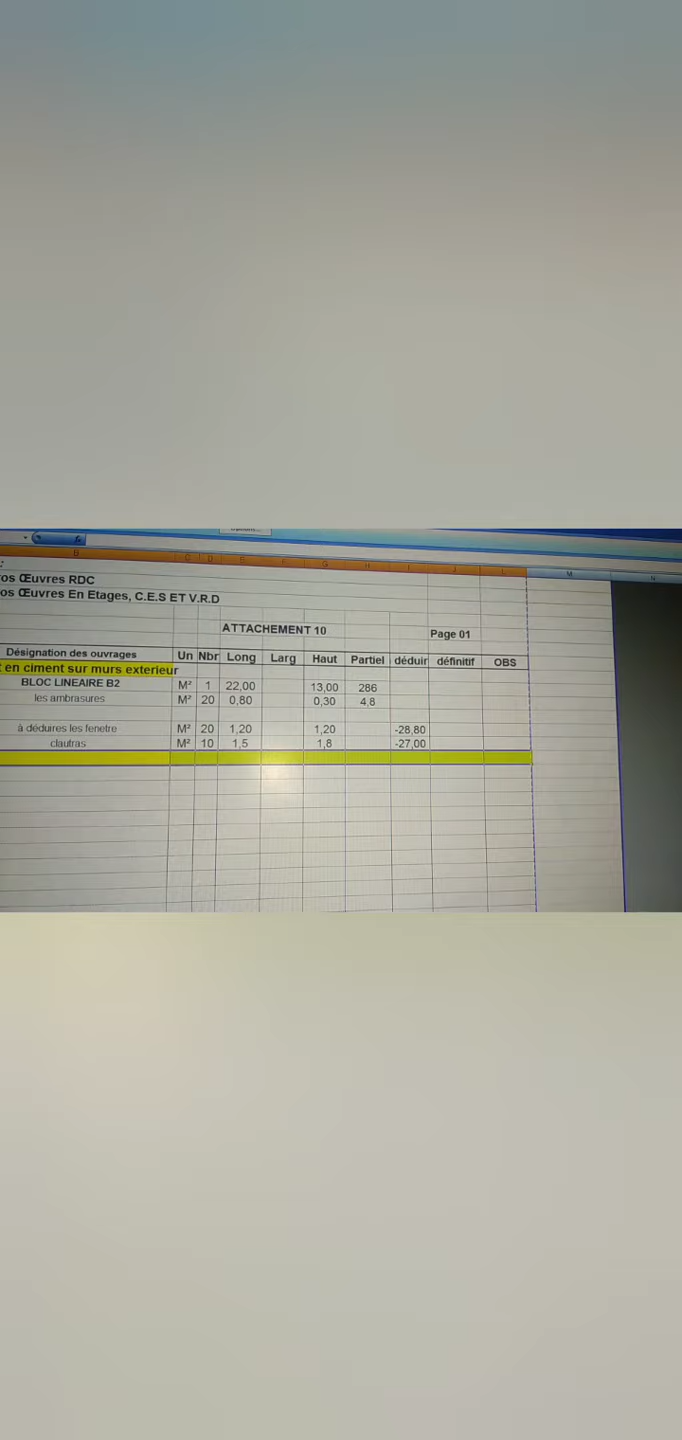 os Œuvres RDC
os Œuvres En Etages, C.E.S ET V.R.D
ATTACHEMENT 10
Page 01
Désignation des ouvrages Un Nbr Long Larg Haut Partiel déduir définitif OBS
t en ciment sur murs exterieur
BLOC LINEAIRE B2 M² 1 22,00 13,00 286
les ambrasures M² 20 0,80 0,30 4,8
à déduires les fenetre M² 20 1,20 1,20 -28,80
clautras M² 10 1,5 1,8 -27,00